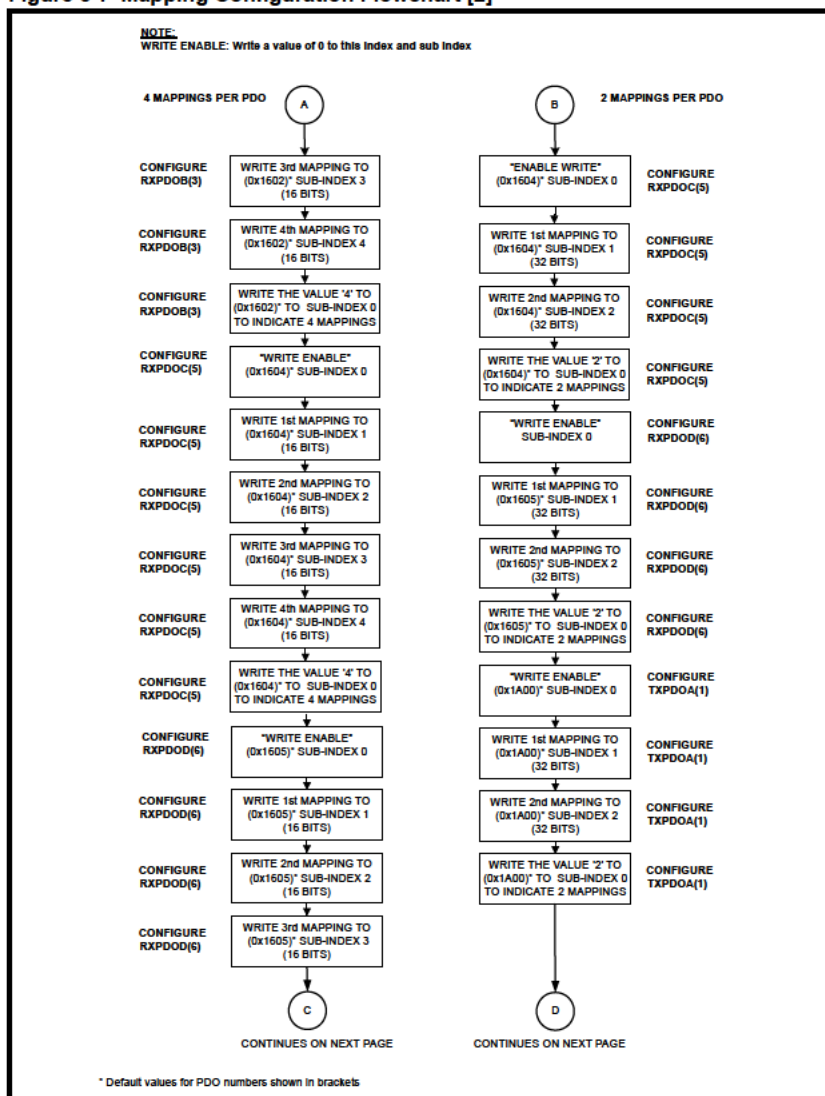 Figure 6-7 Mapping Configuration Flowchart [2]
NOTE:
WRITE ENABLE: Write a value of 0 to this Index and sub Index
4 MAPPINGS PER PDO
A
CONFIGURE
RXPDOB(3)
WRITE 3rd MAPPING TO
(0x1602)* SUB-INDEX 3
(16 BITS)
CONFIGURE
RXPDOB(3)
WRITE 4th MAPPING TO
(0x1602)* SUB-INDEX 4
(16 BITS)
CONFIGURE
RXPDOB(3)
WRITE THE VALUE '4' TO
(0x1602)* TO SUB-INDEX 0
TO INDICATE 4 MAPPINGS
CONFIGURE
RXPDOC(5)
"WRITE ENABLE"
(0x1604)* SUB-INDEX 0
CONFIGURE
RXPDOC(5)
WRITE 1st MAPPING TO
(0x1604)* SUB-INDEX 1
(16 BITS)
CONFIGURE
RXPDOC(5)
WRITE 2nd MAPPING TO
(0x1604)* SUB-INDEX 2
(16 BITS)
CONFIGURE
RXPDOC(5)
WRITE 3rd MAPPING TO
(0x1604)* SUB-INDEX 3
(16 BITS)
CONFIGURE
RXPDOC(5)
WRITE 4th MAPPING TO
(0x1604)* SUB-INDEX 4
(16 BITS)
CONFIGURE
RXPDOC(5)
WRITE THE VALUE '4' TO
(0x1604)* TO SUB-INDEX 0
TO INDICATE 4 MAPPINGS
CONFIGURE
RXPDOD(6)
"WRITE ENABLE"
(0x1605)* SUB-INDEX 0
CONFIGURE
RXPDOD(6)
WRITE 1st MAPPING TO
(0x1605)* SUB-INDEX 1
(16 BITS)
CONFIGURE
RXPDOD(6)
WRITE 2nd MAPPING TO
(0x1605)* SUB-INDEX 2
(16 BITS)
CONFIGURE
RXPDOD(6)
WRITE 3rd MAPPING TO
(0x1605)* SUB-INDEX 3
(16 BITS)
C
CONTINUES ON NEXT PAGE
B
2 MAPPINGS PER PDO
"ENABLE WRITE"
(0x1604)* SUB-INDEX 0
CONFIGURE
RXPDOC(5)
WRITE 1st MAPPING TO
(0x1604)* SUB-INDEX 1
(32 BITS)
CONFIGURE
RXPDOC(5)
WRITE 2nd MAPPING TO
(0x1604)* SUB-INDEX 2
(32 BITS)
CONFIGURE
RXPDOC(5)
WRITE THE VALUE '2' TO
(0x1604)* TO SUB-INDEX 0
TO INDICATE 2 MAPPINGS
CONFIGURE
RXPDOC(5)
"WRITE ENABLE"
SUB-INDEX 0
CONFIGURE
RXPDOD(6)
WRITE 1st MAPPING TO
(0x1605)* SUB-INDEX 1
(32 BITS)
CONFIGURE
RXPDOD(6)
WRITE 2nd MAPPING TO
(0x1605)* SUB-INDEX 2
(32 BITS)
CONFIGURE
RXPDOD(6)
WRITE THE VALUE '2' TO
(0x1605)* TO SUB-INDEX 0
TO INDICATE 2 MAPPINGS
CONFIGURE
RXPDOD(6)
"WRITE ENABLE"
(0x1A00)* SUB-INDEX 0
CONFIGURE
TXPDOA(1)
WRITE 1st MAPPING TO
(0x1A00)* SUB-INDEX 1
(32 BITS)
CONFIGURE
TXPDOA(1)
WRITE 2nd MAPPING TO
(0x1A00)* SUB-INDEX 2
(32 BITS)
CONFIGURE
TXPDOA(1)
WRITE THE VALUE '2' TO
(0x1A00)* TO SUB-INDEX 0
TO INDICATE 2 MAPPINGS
CONFIGURE
TXPDOA(1)
D
CONTINUES ON NEXT PAGE
* Default values for PDO numbers shown in brackets